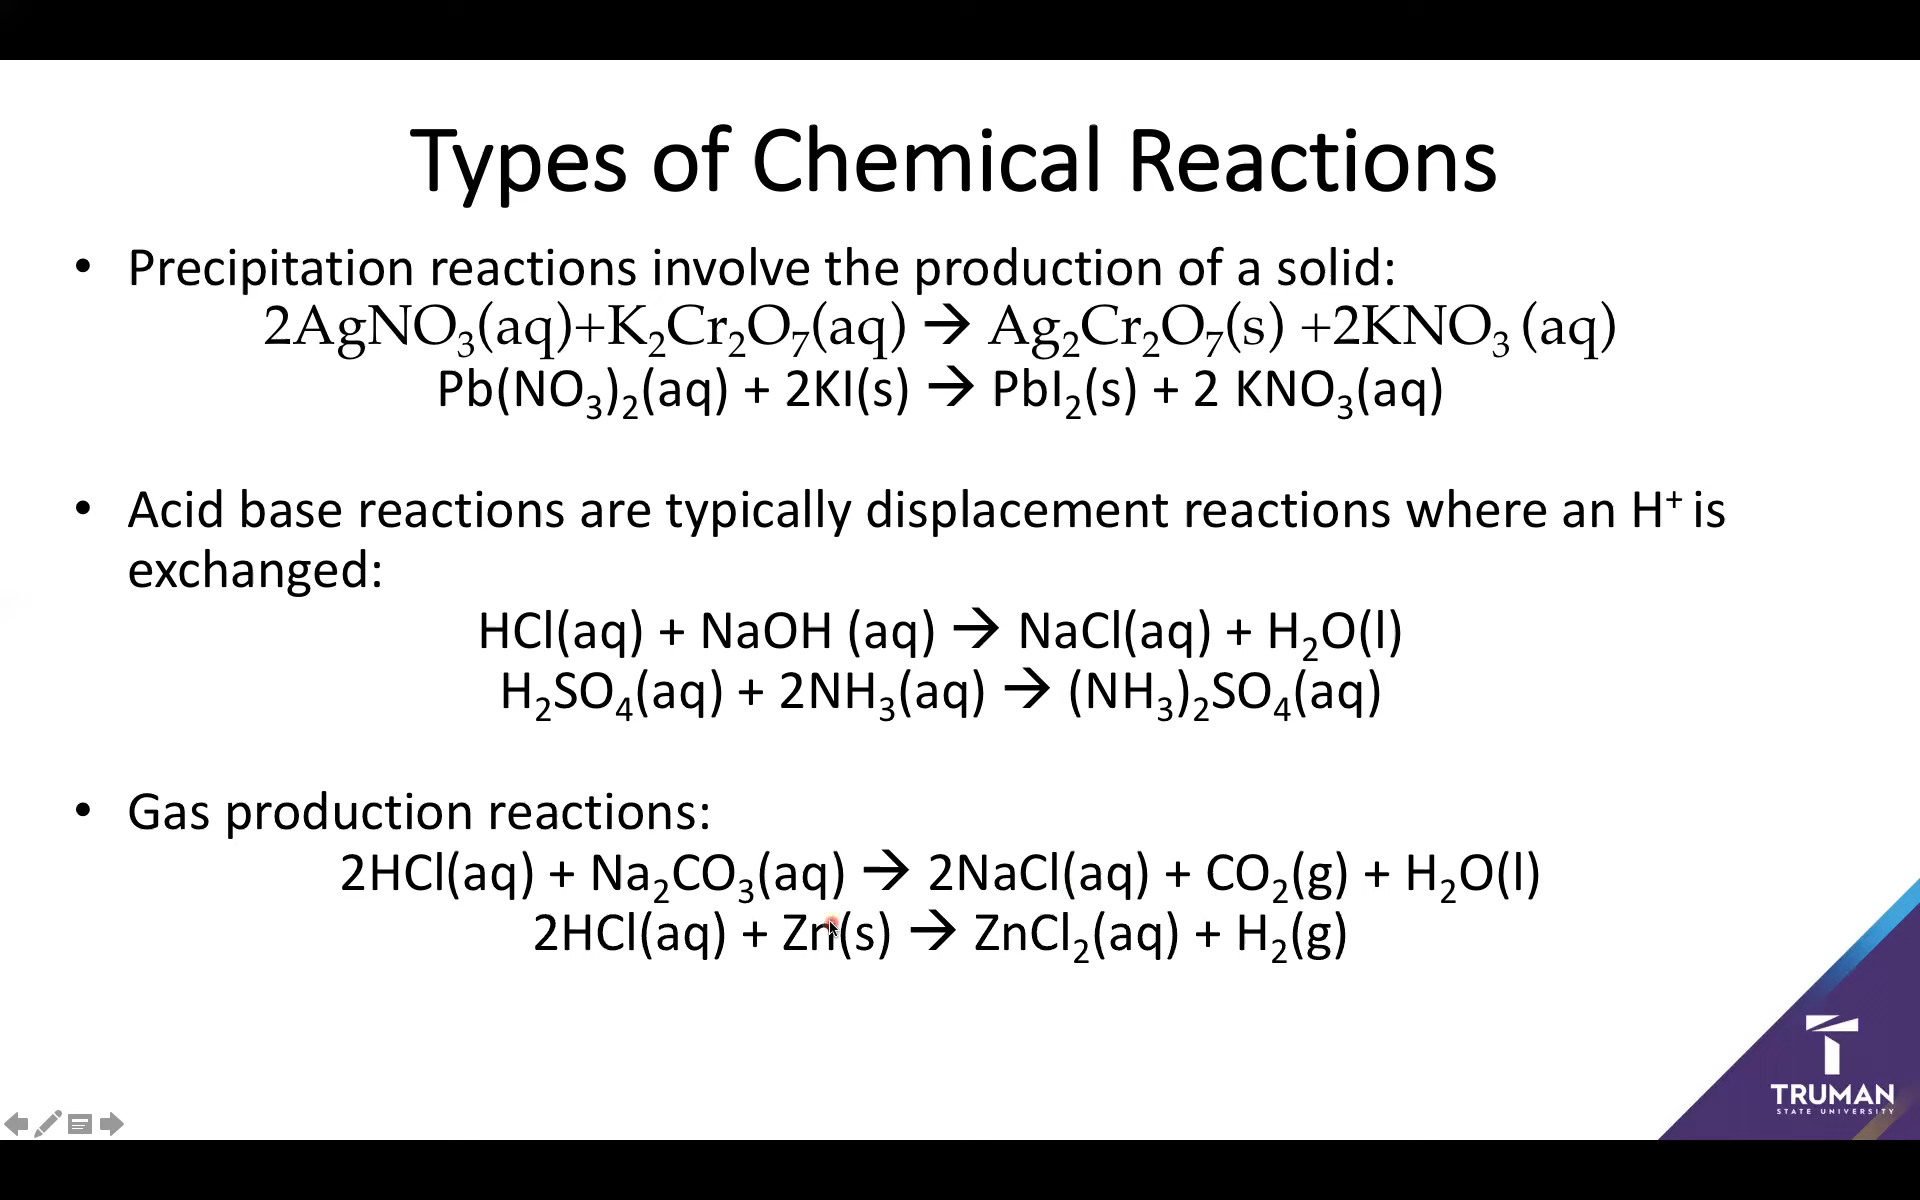 Types of Chemical Reactions
• Precipitation reactions involve the production of a solid:
2AgNO₃(aq)+K₂Cr₂O₇(aq) → Ag₂Cr₂O₇(s) +2KNO₃ (aq)
Pb(NO₃)₂(aq) + 2KI(s) → PbI₂(s) + 2 KNO₃(aq)
• Acid base reactions are typically displacement reactions where an H⁺ is
exchanged:
HCl(aq) + NaOH (aq) → NaCl(aq) + H₂O(l)
H₂SO₄(aq) + 2NH₃(aq) → (NH₃)₂SO₄(aq)
• Gas production reactions:
2HCl(aq) + Na₂CO₃(aq) → 2NaCl(aq) + CO₂(g) + H₂O(l)
2HCl(aq) + Zn(s) → ZnCl₂(aq) + H₂(g)
TRUMAN
STATE UNIVERSITY